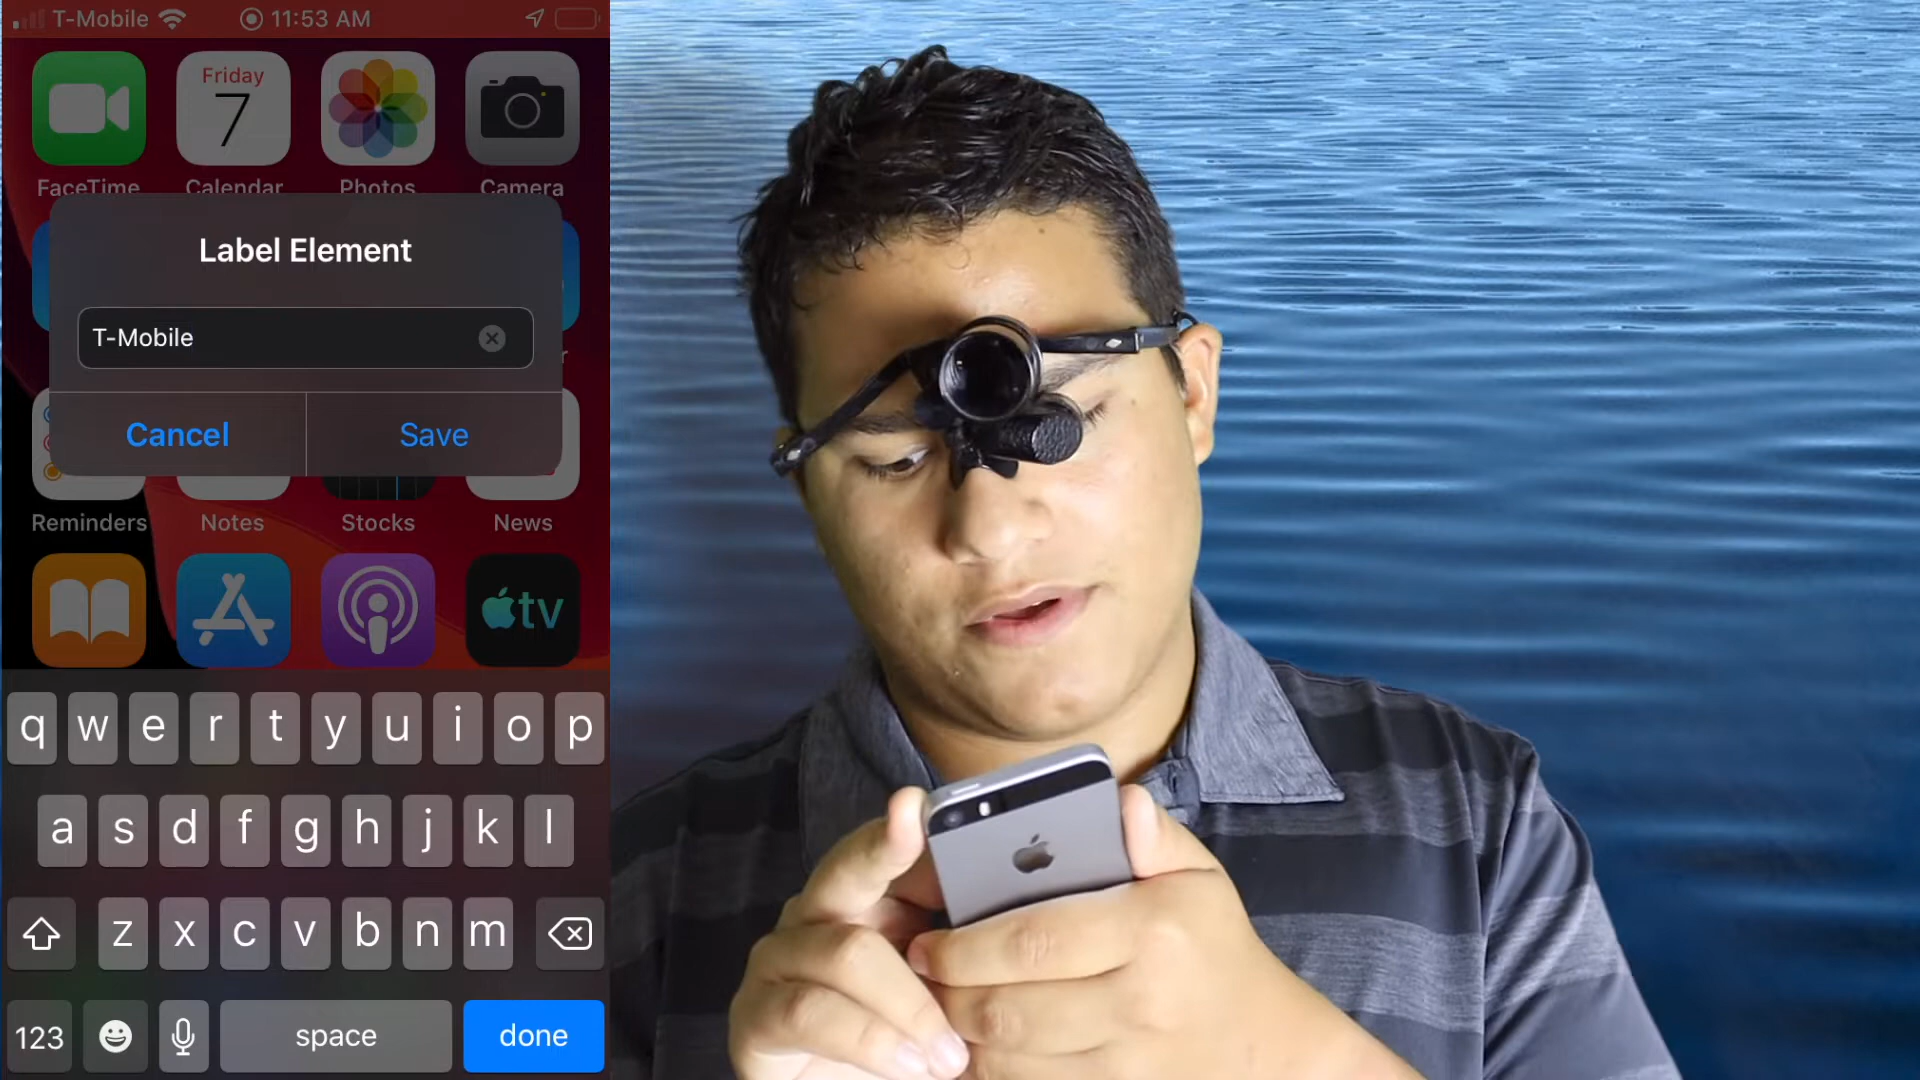 T-Mobile 11:53 AM
Friday
7
FaceTime Calendar Photos Camera
Label Element
T-Mobile
Cancel Save
Reminders Notes Stocks News
tv
q w e r t y u i o p
a s d f g h j k l
z x c v b n m
123 space done